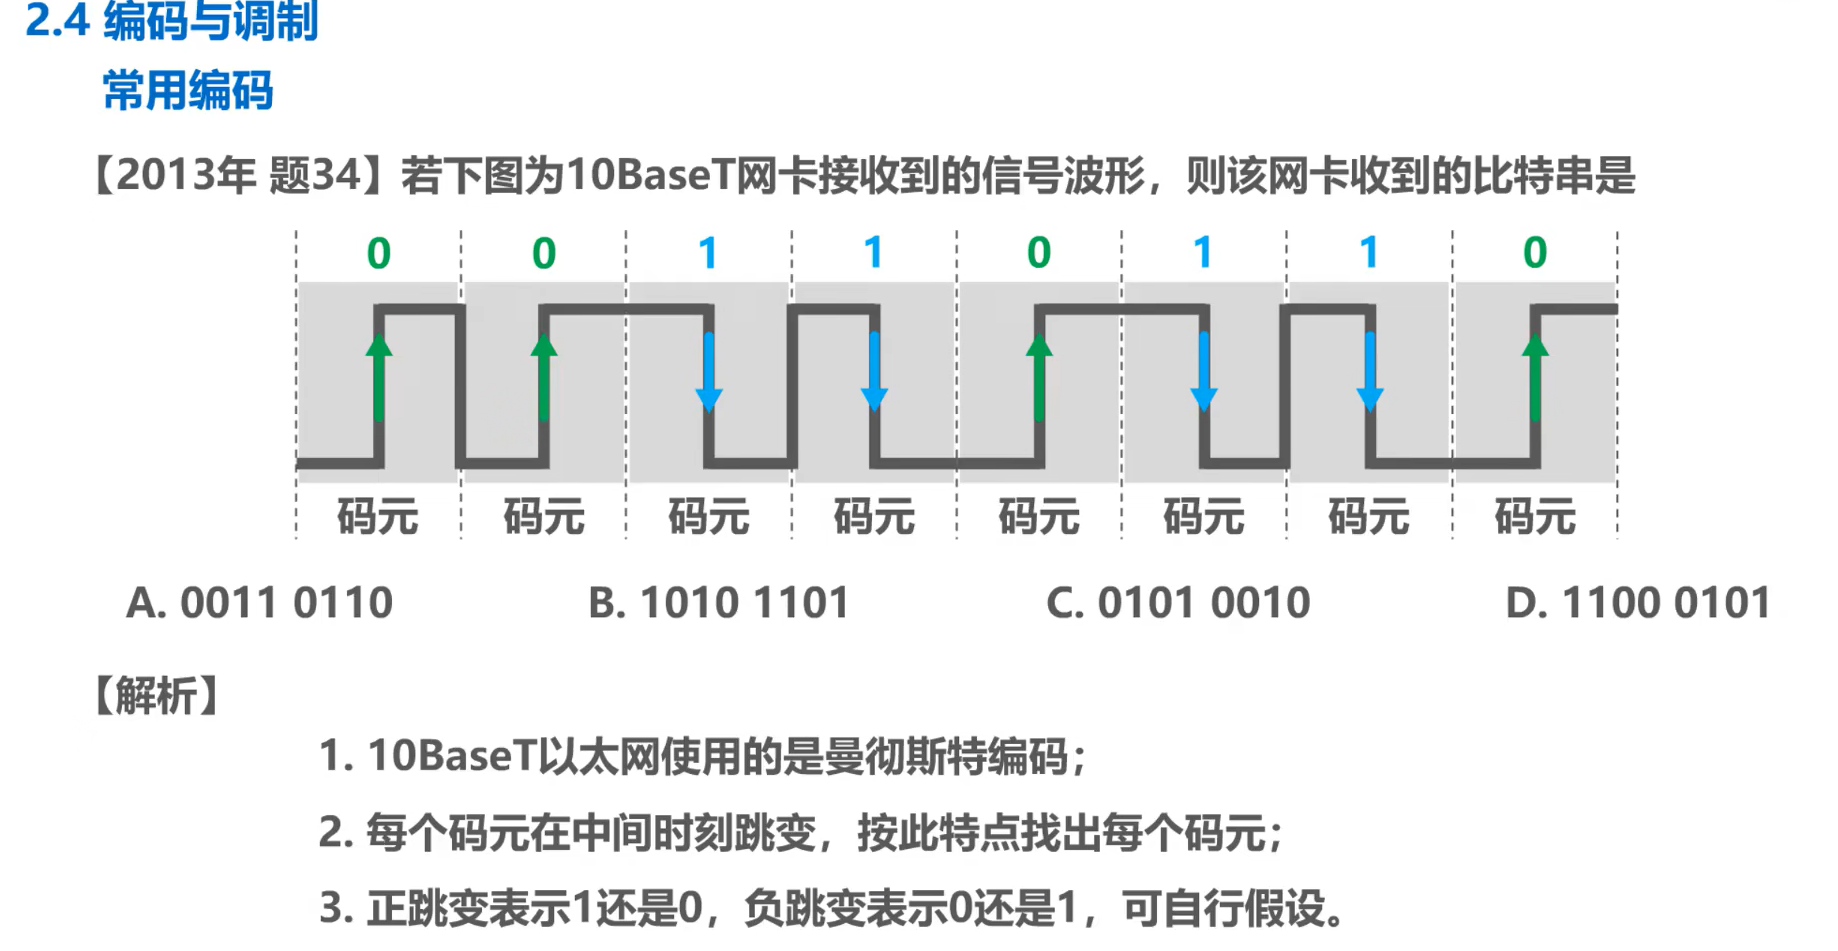 2.4 编码与调制
常用编码
【2013年 题34】若下图为10BaseT网卡接收到的信号波形，则该网卡收到的比特串是
0 0 1 1 0 1 1 0
码元 码元 码元 码元 码元 码元 码元 码元
A. 0011 0110 B. 1010 1101 C. 0101 0010 D. 1100 0101
【解析】
1. 10BaseT以太网使用的是曼彻斯特编码；
2. 每个码元在中间时刻跳变，按此特点找出每个码元；
3. 正跳变表示1还是0，负跳变表示0还是1，可自行假设。